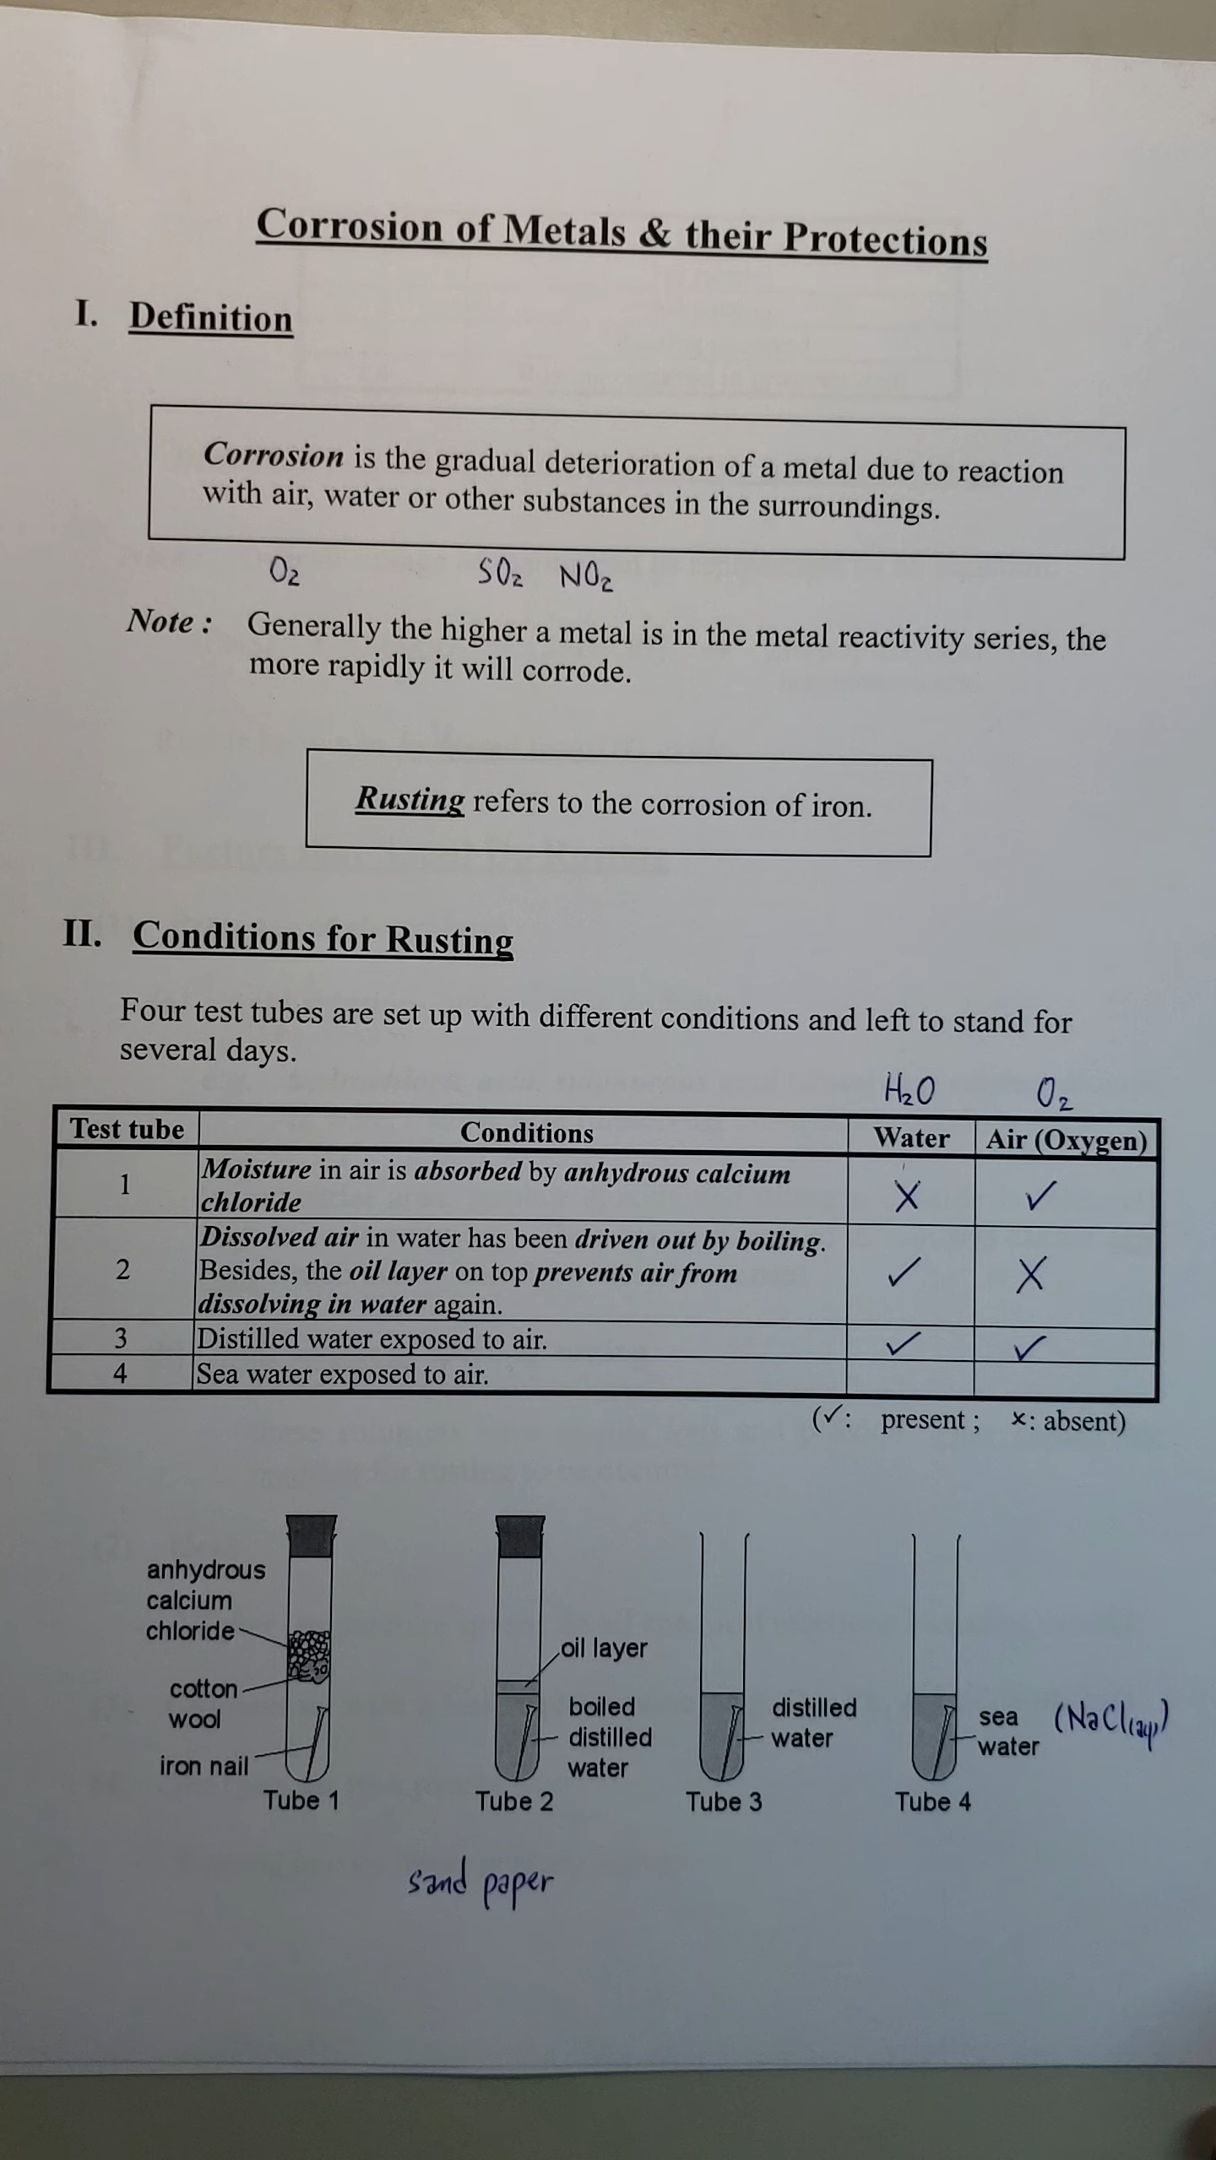 Corrosion of Metals & their Protections
I. Definition
Corrosion is the gradual deterioration of a metal due to reaction
with air, water or other substances in the surroundings.
O₂ SO₂ NO₂
Note : Generally the higher a metal is in the metal reactivity series, the
more rapidly it will corrode.
Rusting refers to the corrosion of iron.
II. Conditions for Rusting
Four test tubes are set up with different conditions and left to stand for
several days.
H₂O O₂
Test tube Conditions Water Air (Oxygen)
1 Moisture in air is absorbed by anhydrous calcium
chloride X ✓
Dissolved air in water has been driven out by boiling.
2 Besides, the oil layer on top prevents air from ✓ X
dissolving in water again.
3 Distilled water exposed to air. ✓ ✓
4 Sea water exposed to air.
(✓: present ; ×: absent)
anhydrous
calcium
chloride
cotton
wool
iron nail
Tube 1
oil layer
boiled
distilled
water
Tube 2
distilled
water
Tube 3
sea
water
(NaCl(aq))
Tube 4
sand paper